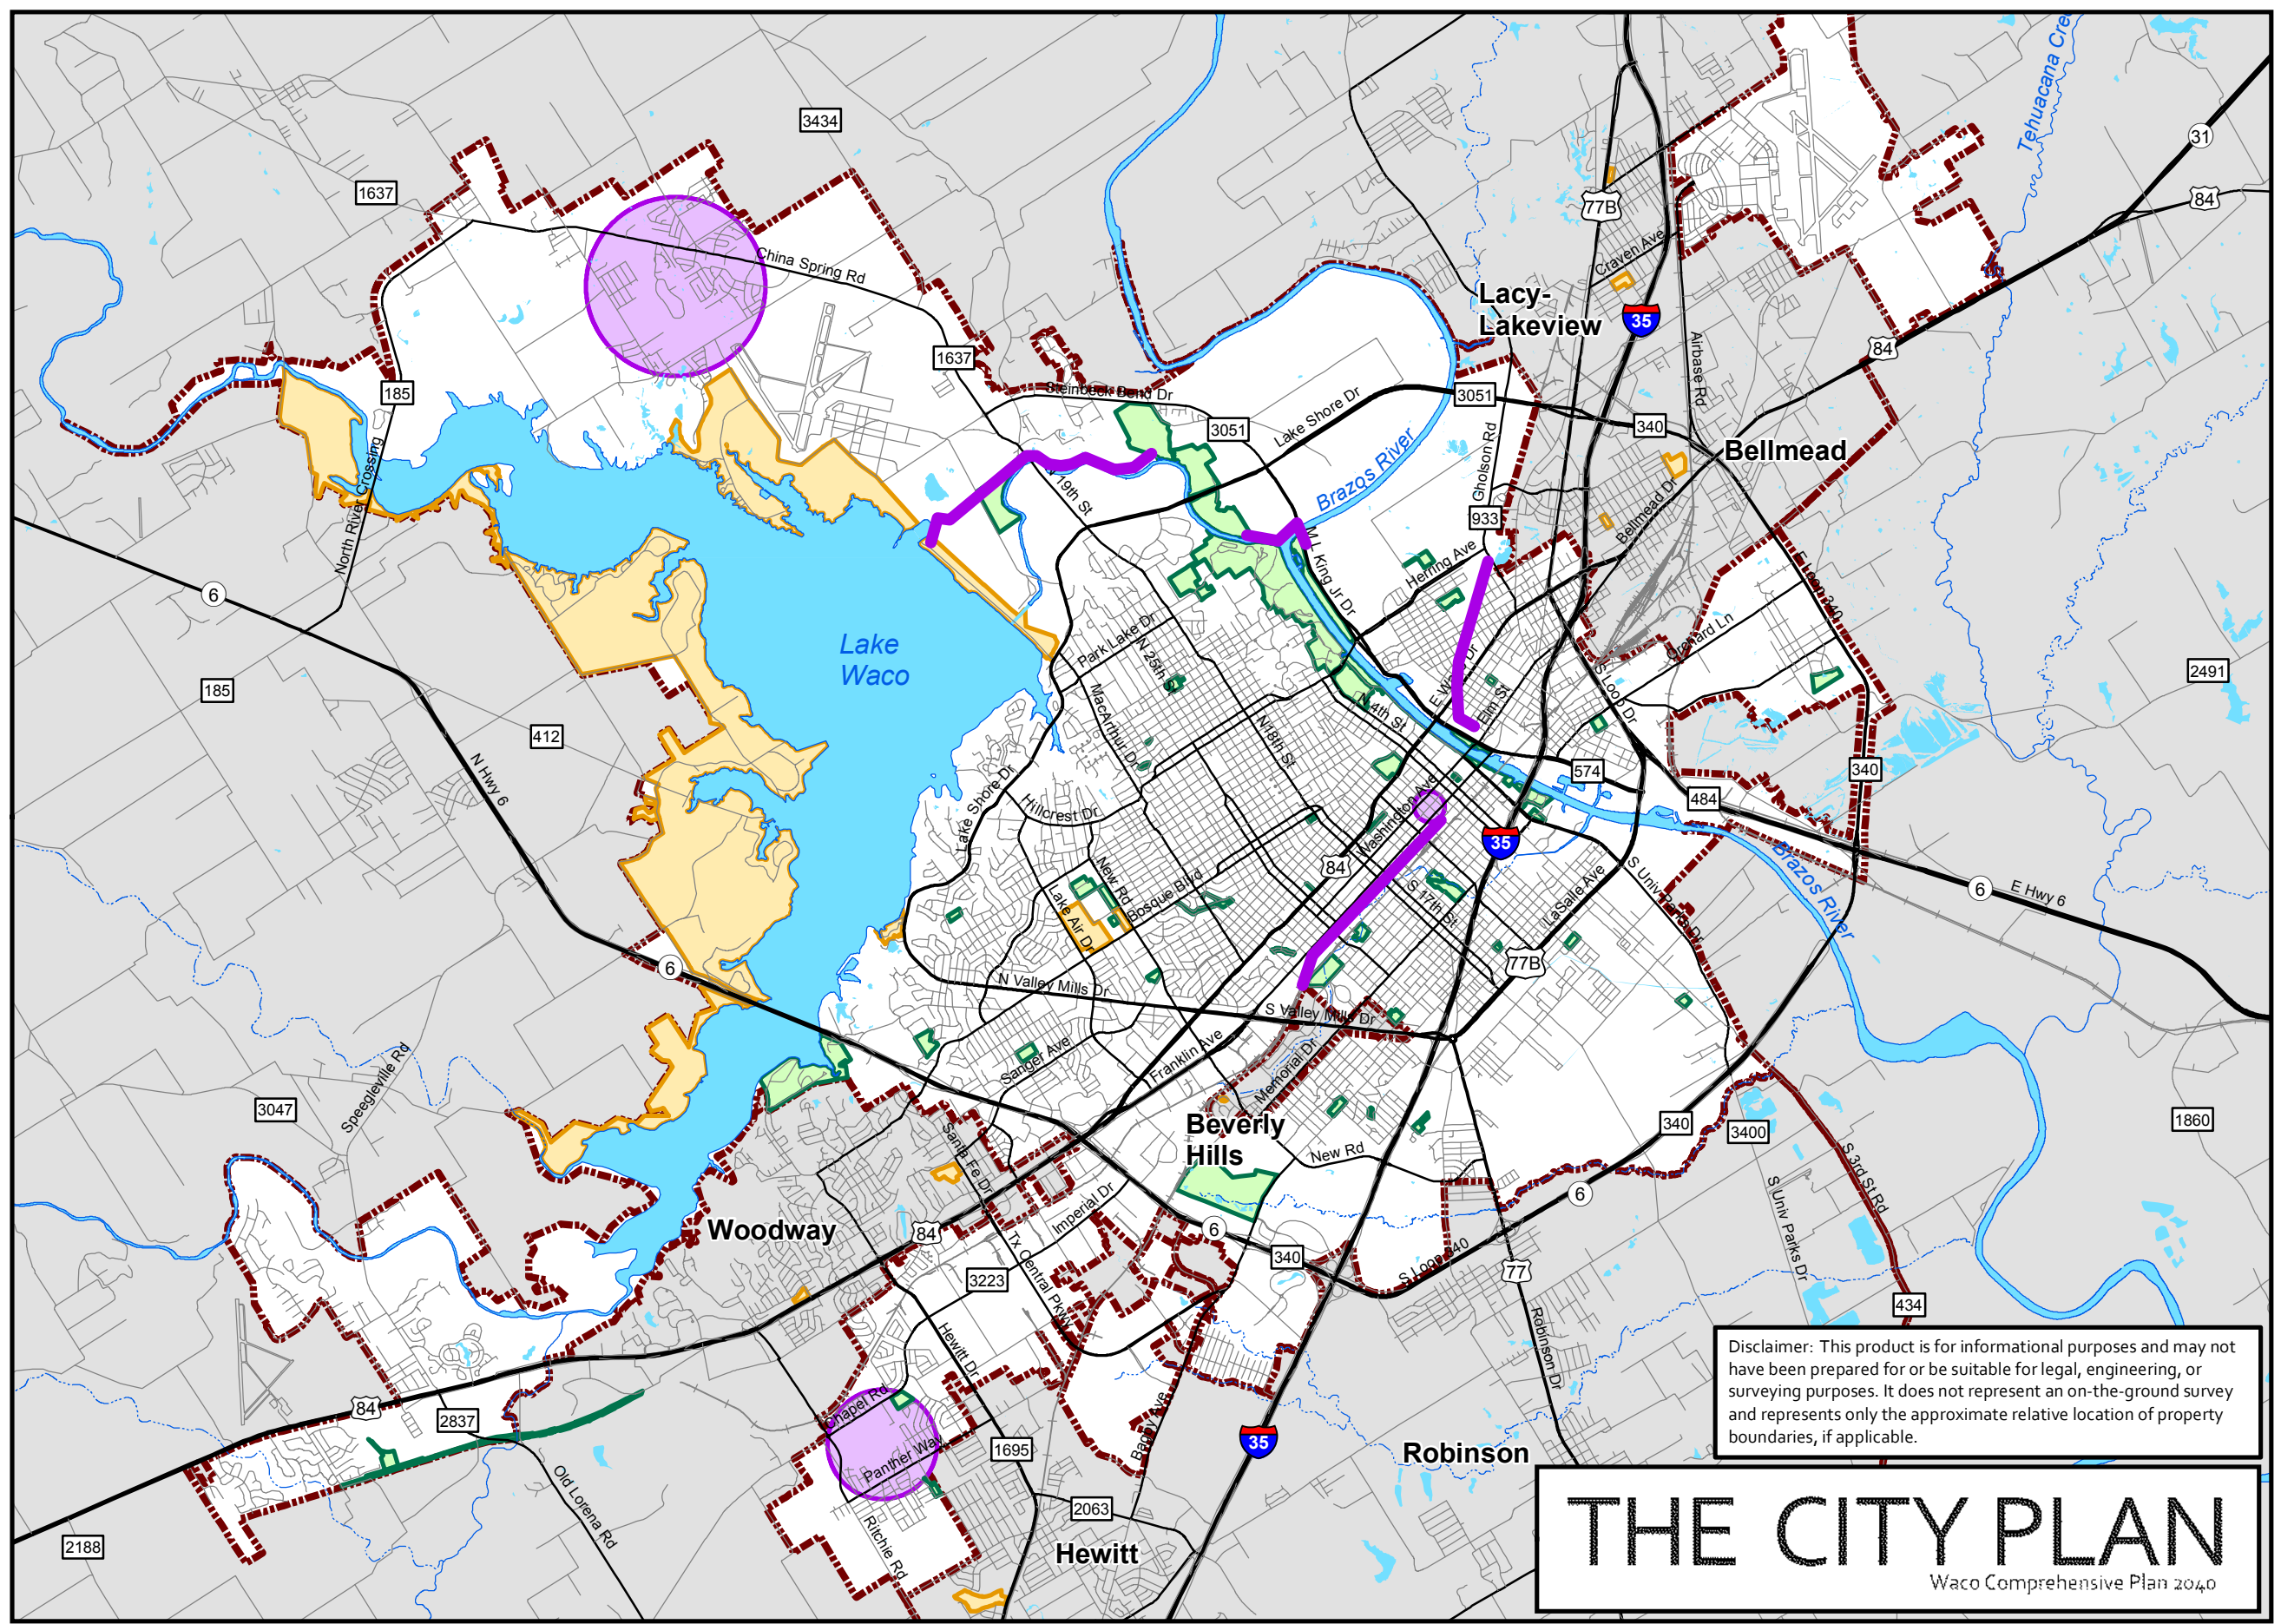 3434
1637
China Spring Rd
1637
185
North River Crossing
Steinbeck Bend Dr
3051
Lake Shore Dr
3051
Brazos River
N 19th St
Lacy-
Lakeview
77B
Craven Ave
35
Airbase Rd
31
84
84
Tehuacana Cre
340
Bellmead
Bellmead Dr
Gholson Rd
933
Herring Ave
M L King Jr Dr
E Loop 340
Orchard Ln
S Loop Dr
2491
340
6
185
412
N Hwy 6
Lake
Waco
Park Lake Dr
N 25th St
MacArthur Dr
N18th St
N 4th St
Elm St
574
484
Lake Shore Dr
Hillcrest Dr
New Rd
Bosque Blvd
Lake Air Dr
Washington Ave
84
35
S 17th St
LaSalle Ave
77B
S Univ Parks Dr
Brazos River
6
E Hwy 6
6
N Valley Mills Dr
S Valley Mills Dr
Sanger Ave
Franklin Ave
Memorial Dr
Beverly
Hills
New Rd
3047
Speegleville Rd
340
3400
1860
S 3rd St Rd
S Univ Parks Dr
434
6
Woodway
84
Santa Fe Dr
Imperial Dr
Tx Central Pkwy
3223
6
340
S Loop 340
77
Robinson Dr
Hewitt Dr
Chapel Rd
Panther Way
Ritchie Rd
1695
Bagby Ave
2063
Hewitt
35
Robinson
84
2837
Old Lorena Rd
2188
Disclaimer: This product is for informational purposes and may not
have been prepared for or be suitable for legal, engineering, or
surveying purposes. It does not represent an on-the-ground survey
and represents only the approximate relative location of property
boundaries, if applicable.
THE CITY PLAN
Waco Comprehensive Plan 2040